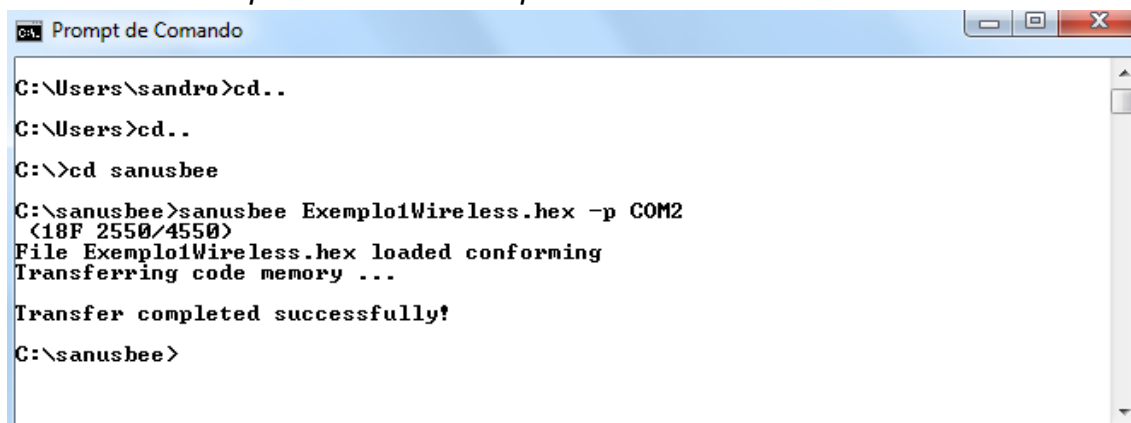 Prompt de Comando
C:\Users\sandro>cd..
C:\Users>cd..
C:\>cd sanusbee
C:\sanusbee>sanusbee Exemplo1Wireless.hex -p COM2
(18F 2550/4550)
File Exemplo1Wireless.hex loaded conforming
Transferring code memory ...
Transfer completed successfully!
C:\sanusbee>